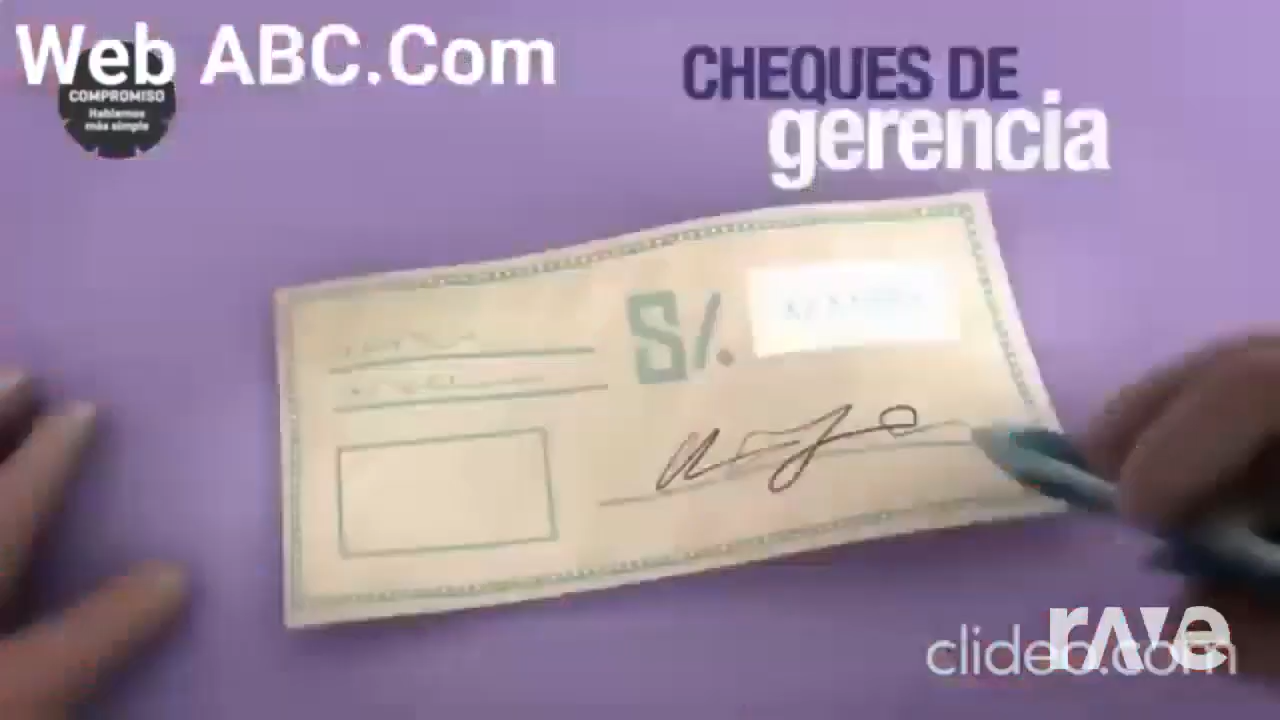 Web ABC.Com
COMPROMISO
Hablemos
más simple
CHEQUES DE
gerencia
S/.
clideo.com
rave